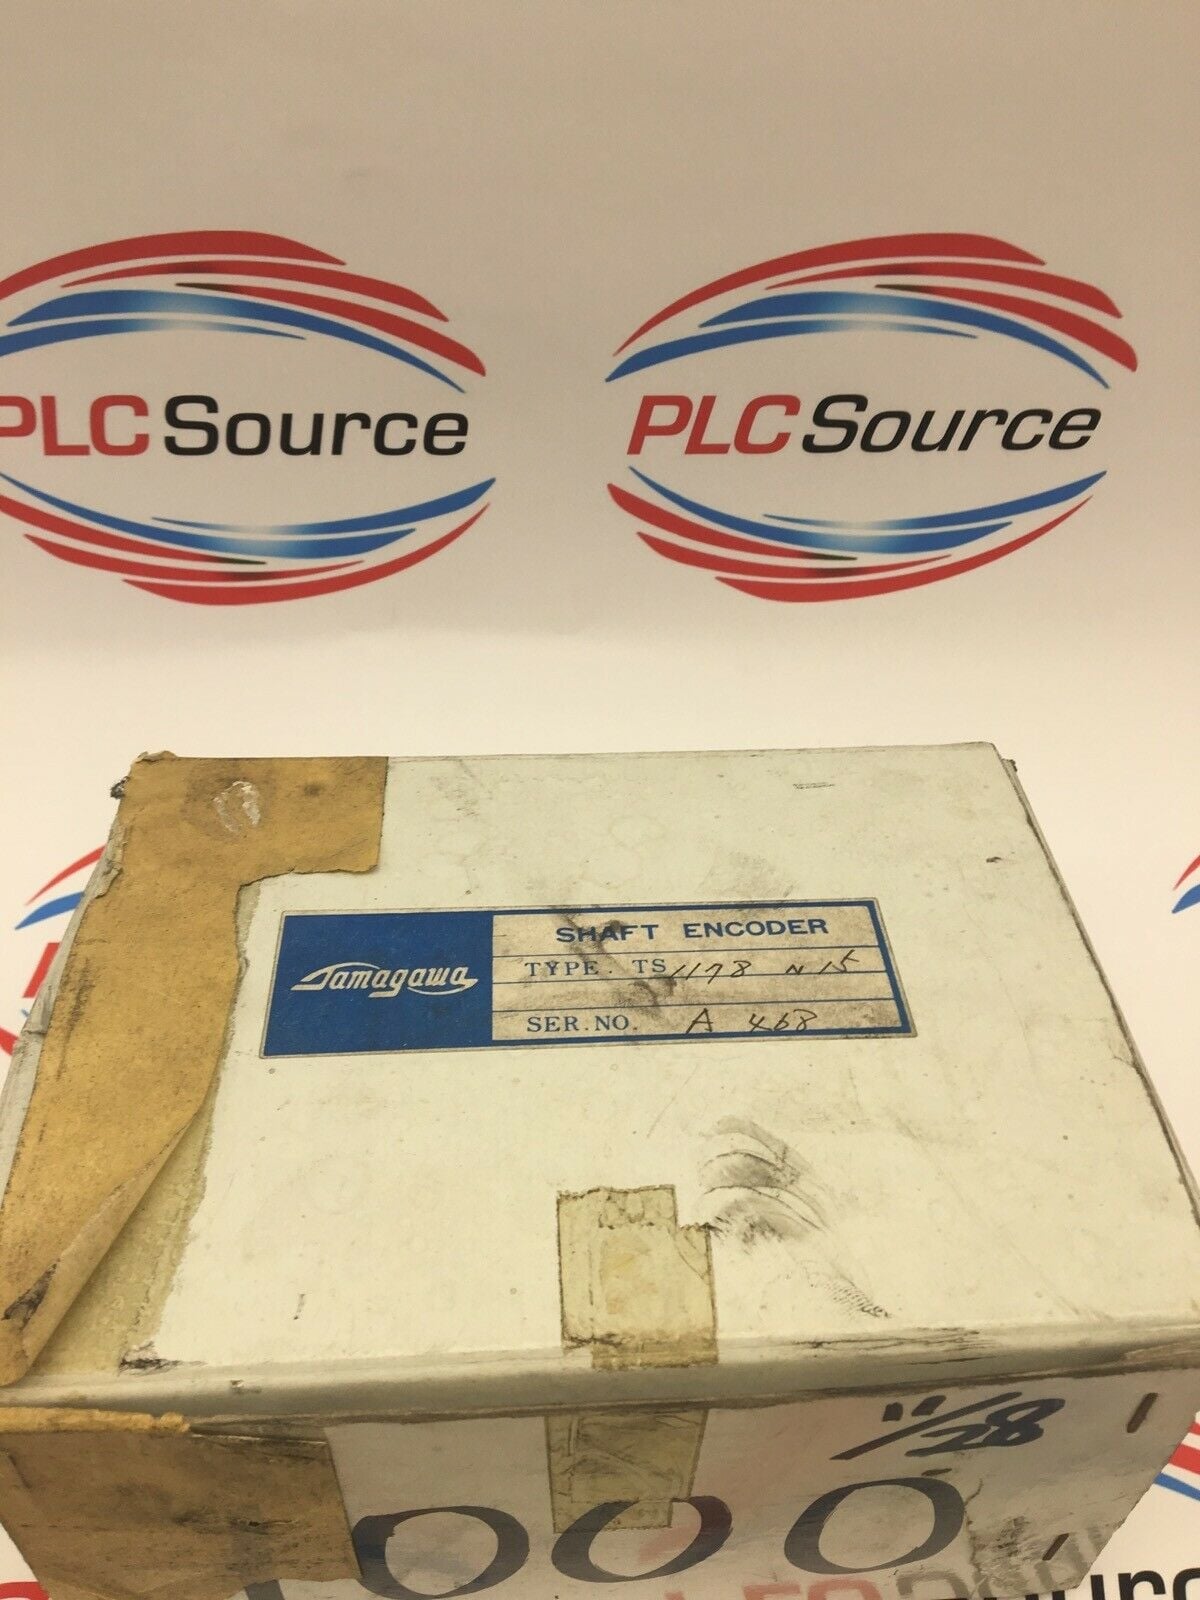 PLC Source PLC Source
Tamagawa
SHAFT ENCODER
TYPE. TS 1178 N 15
SER. NO. A 468
11/28
1000